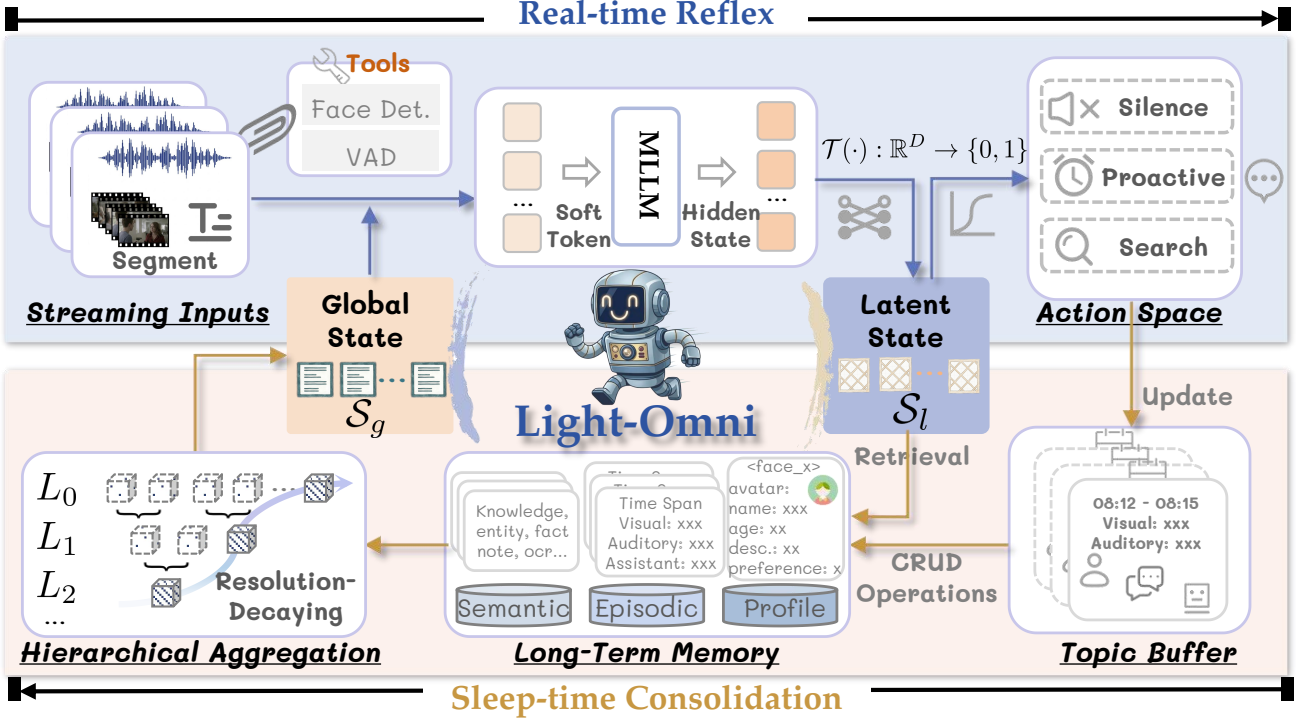 Real-time Reflex
Tools
Face Det.
VAD
Segment
Streaming Inputs
Soft
Token
MLLM
Hidden
State
...
...
𝒯(·) : ℝ^D → {0, 1}
Silence
Proactive
Search
Action Space
Global
State
S_g
Light-Omni
Latent
State
S_l
Update
Retrieval
L_0
L_1
L_2
...
Resolution-
Decaying
Hierarchical Aggregation
Knowledge,
entity, fact
note, ocr...
Semantic
Time Span
Visual: xxx
Auditory: xxx
Assistant: xxx
Episodic
<face_x>
avatar:
name: xxx
age: xx
desc.: xx
preference: x
Profile
Long-Term Memory
CRUD
Operations
08:12 - 08:15
Visual: xxx
Auditory: xxx
Topic Buffer
Sleep-time Consolidation